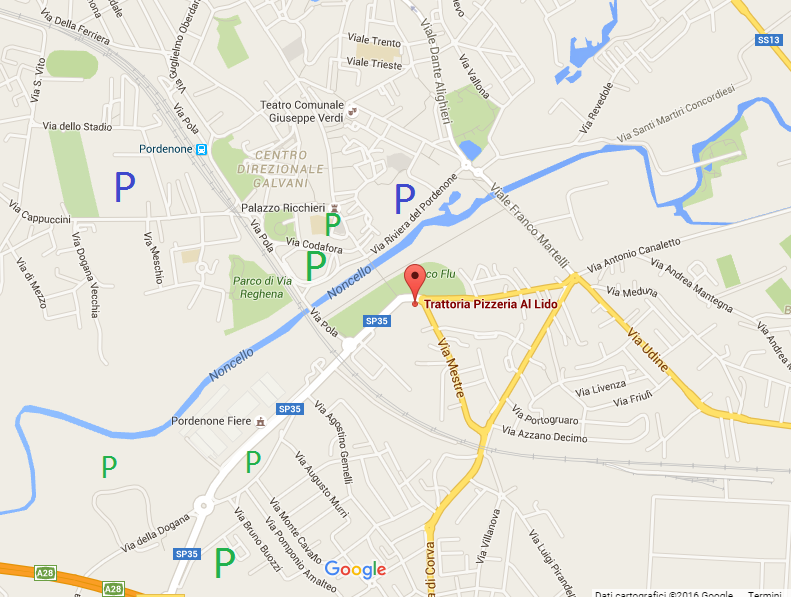 Via Della Ferriera
Via Guglielmo Oberdan
Viale Trento
Viale Trieste
Viale Dante Alighieri
Via Vallona
SS13
Via S. Vito
Via Revedole
Via Santi Martiri Concordiesi
Teatro Comunale
Giuseppe Verdi
Via dello Stadio
Via Pola
Pordenone
CENTRO
DIREZIONALE
GALVANI
P
P
Palazzo Ricchieri
P
Via Riviera del Pordenone
Viale Franco Martelli
Via Cappuccini
Via Pola
Via Codafora
P
Via Meschio
Via Dogana Vecchia
Via di Mezzo
Parco di Via
Reghena
Noncello
co Flu
Via Antonio Canaletto
Via Andrea Mantegna
Via Meduna
Trattoria Pizzeria Al Lido
SP35
Via Pola
Via Udine
Via Mestre
Noncello
Via Livenza
Via Friuli
Via Portogruaro
Via Azzano Decimo
SP35
Pordenone Fiere
Via Agostino Gemelli
P
P
Via Augusto Murri
Via della Dogana
Via Monte Cavallo
Via Pomponio Amalteo
Via Bruno Buozzi
Via Villanova
Via Luigi Pirandel
SP35
P
Google
a di Corva
A28
A28
Dati cartografici ©2016 Google
Termini